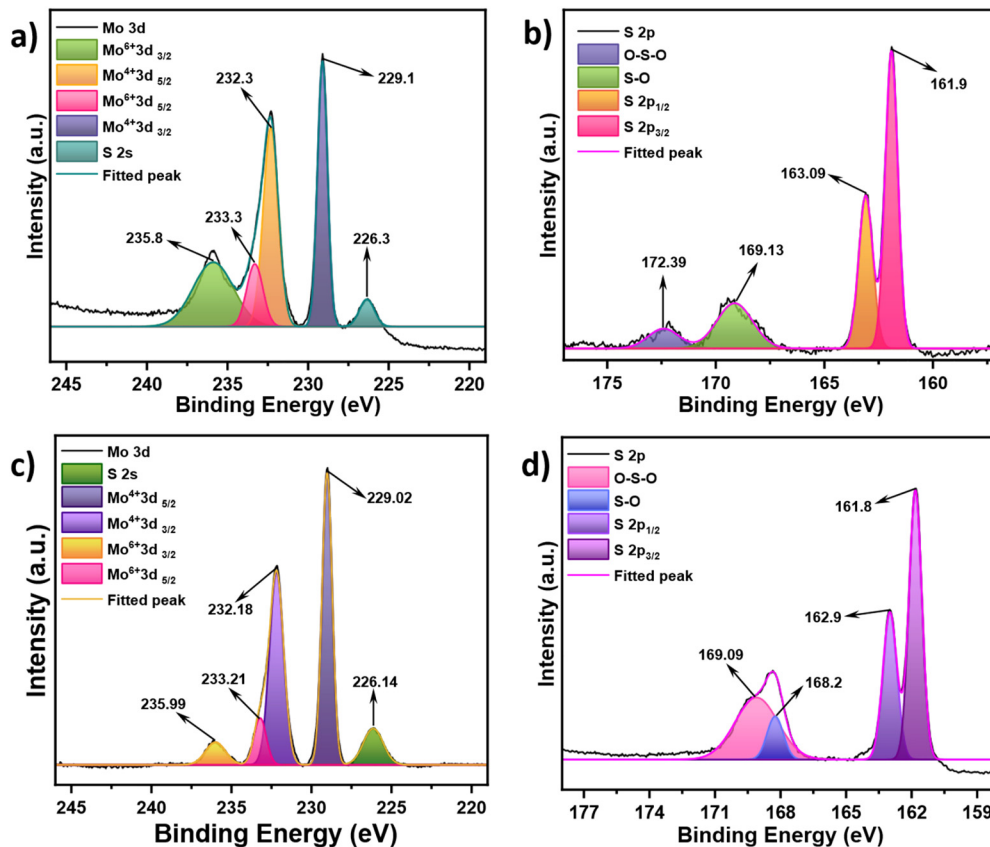 a)
Mo 3d
Mo⁶⁺3d 3/2
Mo⁴⁺3d 5/2
Mo⁶⁺3d 5/2
Mo⁴⁺3d 3/2
S 2s
Fitted peak
232.3
229.1
233.3
235.8
226.3
Intensity (a.u.)
245 240 235 230 225 220
Binding Energy (eV)
b)
S 2p
O-S-O
S-O
S 2p1/2
S 2p3/2
Fitted peak
161.9
163.09
169.13
172.39
Intensity (a.u.)
175 170 165 160
Binding Energy (eV)
c)
Mo 3d
S 2s
Mo⁴⁺3d 5/2
Mo⁴⁺3d 3/2
Mo⁶⁺3d 3/2
Mo⁶⁺3d 5/2
Fitted peak
229.02
232.18
233.21
235.99
226.14
Intensity (a.u.)
245 240 235 230 225 220
Binding Energy (eV)
d)
S 2p
O-S-O
S-O
S 2p1/2
S 2p3/2
Fitted peak
161.8
162.9
169.09
168.2
Intensity (a.u.)
177 174 171 168 165 162 159
Binding Energy (eV)